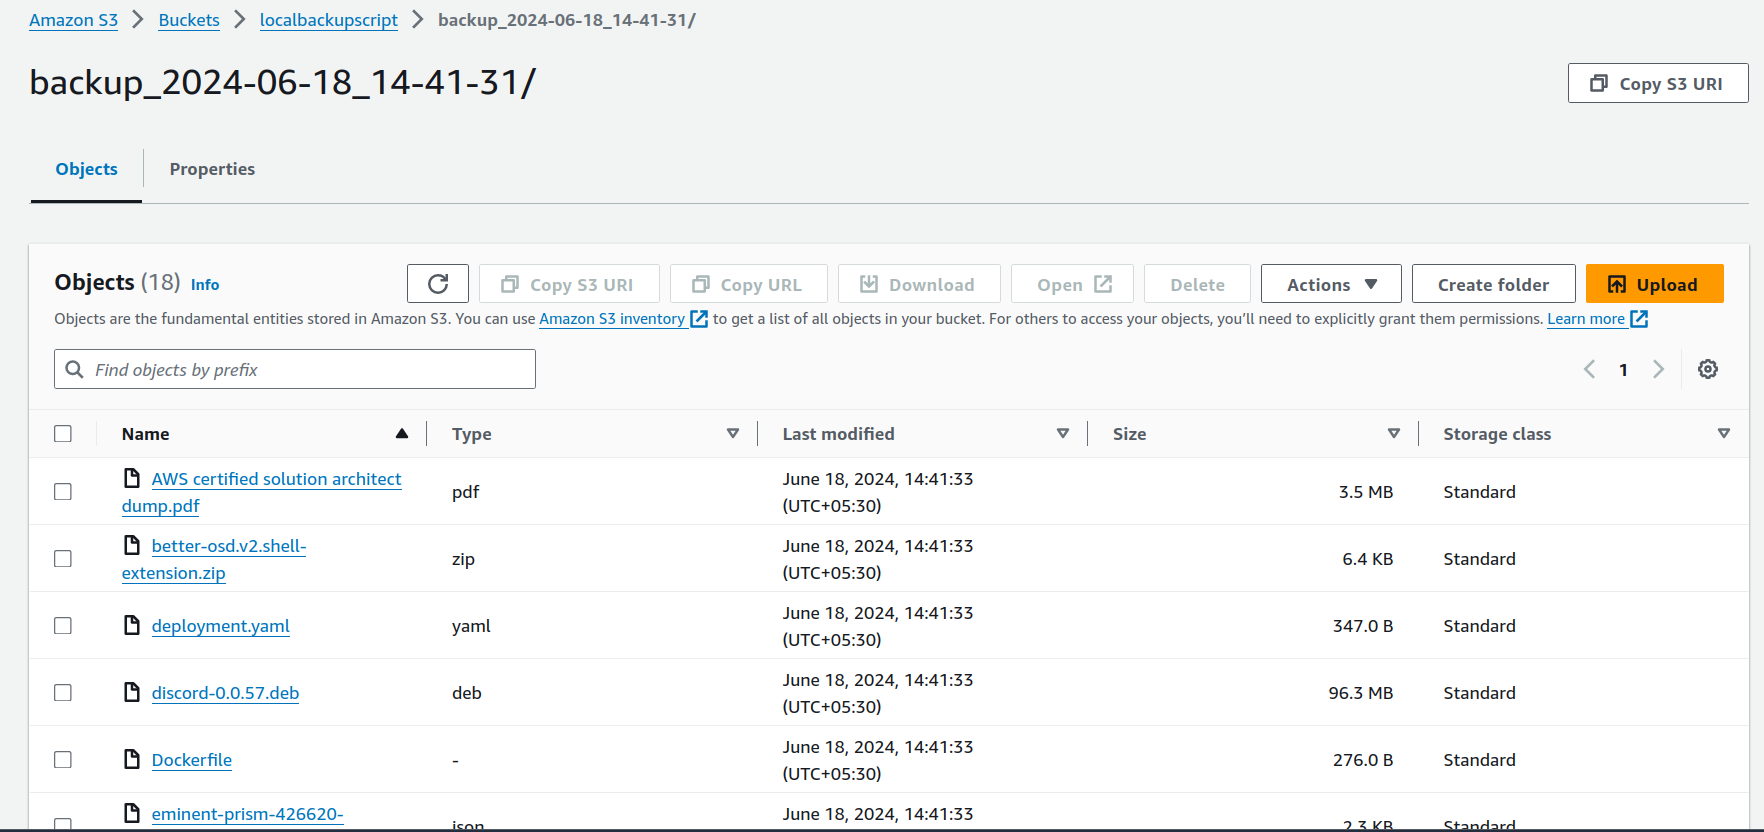 Amazon S3 > Buckets > localbackupscript > backup_2024-06-18_14-41-31/
backup_2024-06-18_14-41-31/
Copy S3 URI
Objects Properties
Objects (18) Info
Copy S3 URI Copy URL Download Open Delete Actions Create folder Upload
Objects are the fundamental entities stored in Amazon S3. You can use Amazon S3 inventory to get a list of all objects in your bucket. For others to access your objects, you'll need to explicitly grant them permissions. Learn more
Find objects by prefix
1
Name Type Last modified Size Storage class
AWS certified solution architect
dump.pdf
pdf
June 18, 2024, 14:41:33
(UTC+05:30)
3.5 MB
Standard
better-osd.v2.shell-
extension.zip
zip
June 18, 2024, 14:41:33
(UTC+05:30)
6.4 KB
Standard
deployment.yaml
yaml
June 18, 2024, 14:41:33
(UTC+05:30)
347.0 B
Standard
discord-0.0.57.deb
deb
June 18, 2024, 14:41:33
(UTC+05:30)
96.3 MB
Standard
Dockerfile
-
June 18, 2024, 14:41:33
(UTC+05:30)
276.0 B
Standard
eminent-prism-426620-
json
June 18, 2024, 14:41:33
2.3 KB
Standard